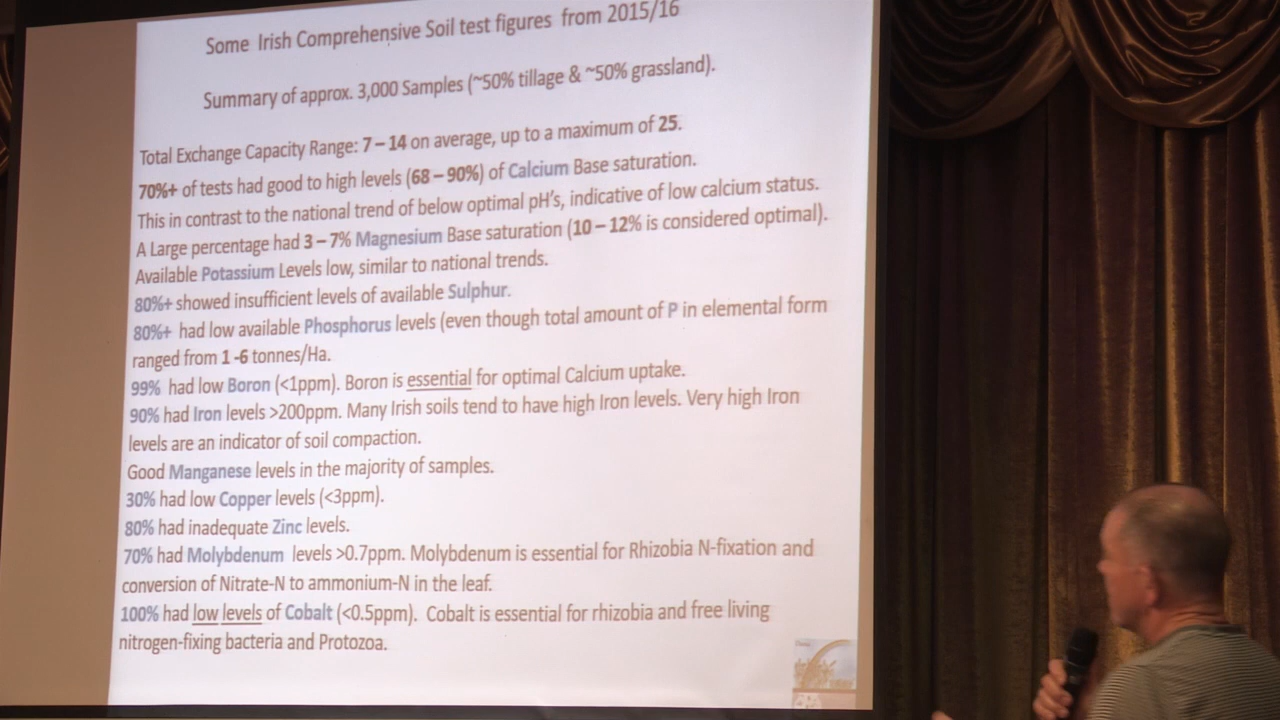 Some Irish Comprehensive Soil test figures from 2015/16
Summary of approx. 3,000 Samples (~50% tillage & ~50% grassland).
Total Exchange Capacity Range: 7 – 14 on average, up to a maximum of 25.
70%+ of tests had good to high levels (68 – 90%) of Calcium Base saturation.
This in contrast to the national trend of below optimal pH's, indicative of low calcium status.
A Large percentage had 3 – 7% Magnesium Base saturation (10 – 12% is considered optimal).
Available Potassium Levels low, similar to national trends.
80%+ showed insufficient levels of available Sulphur.
80%+ had low available Phosphorus levels (even though total amount of P in elemental form
ranged from 1 -6 tonnes/Ha.
99% had low Boron (<1ppm). Boron is essential for optimal Calcium uptake.
90% had Iron levels >200ppm. Many Irish soils tend to have high Iron levels. Very high Iron
levels are an indicator of soil compaction.
Good Manganese levels in the majority of samples.
30% had low Copper levels (<3ppm).
80% had inadequate Zinc levels.
70% had Molybdenum levels >0.7ppm. Molybdenum is essential for Rhizobia N-fixation and
conversion of Nitrate-N to ammonium-N in the leaf.
100% had low levels of Cobalt (<0.5ppm). Cobalt is essential for rhizobia and free living
nitrogen-fixing bacteria and Protozoa.